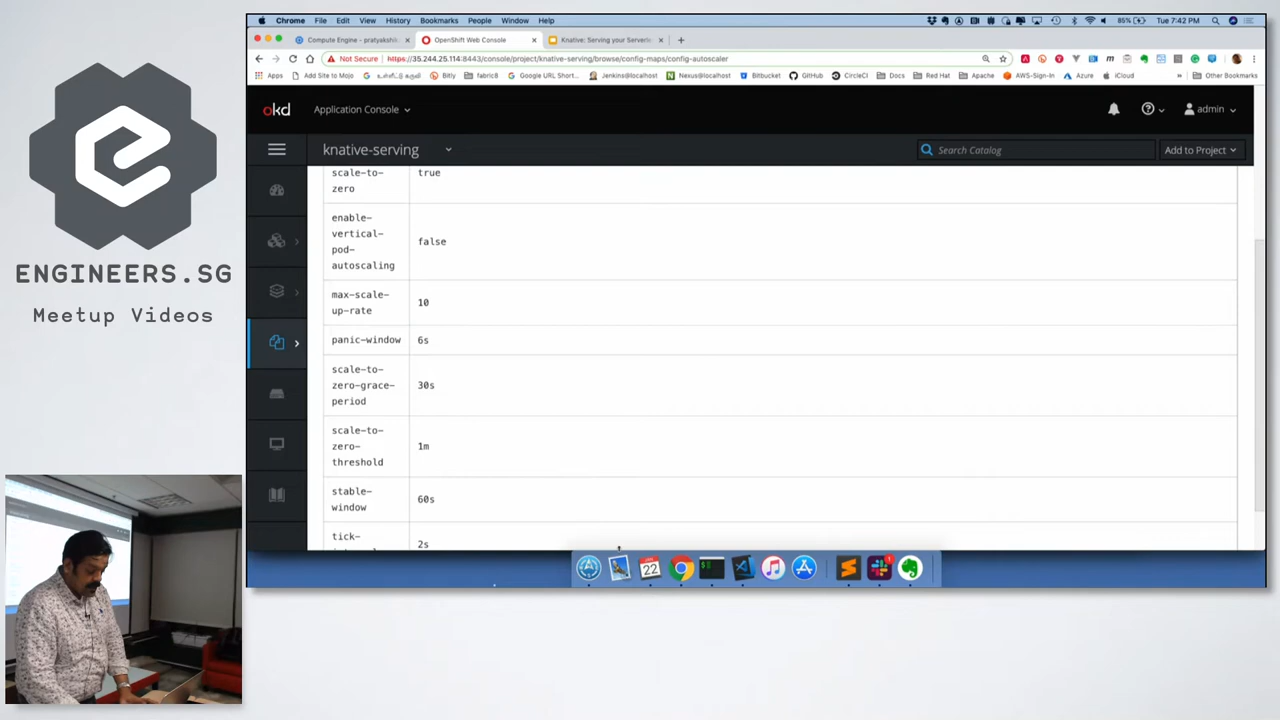 Chrome File Edit View History Bookmarks People Window Help 85% Tue 7:42 PM
Compute Engine - pratyakshik
OpenShift Web Console
Knative: Serving your Serverle
Not Secure https://35.244.25.114:8443/console/project/knative-serving/browse/config-maps/config-autoscaler
Apps Add Site to Mojo Bitly fabric8 Google URL Short... Jenkins@localhost Nexus@localhost Bitbucket GitHub CircleCI Docs Red Hat Apache AWS-Sign-In Azure iCloud Other Bookmarks
okd Application Console admin
knative-serving Search Catalog Add to Project
scale-to-
zero
true
enable-
vertical-
pod-
autoscaling
false
max-scale-
up-rate
10
panic-window 6s
scale-to-
zero-grace-
period
30s
scale-to-
zero-
threshold
1m
stable-
window
60s
tick-
2s
22
1
ENGINEERS.SG
Meetup Videos